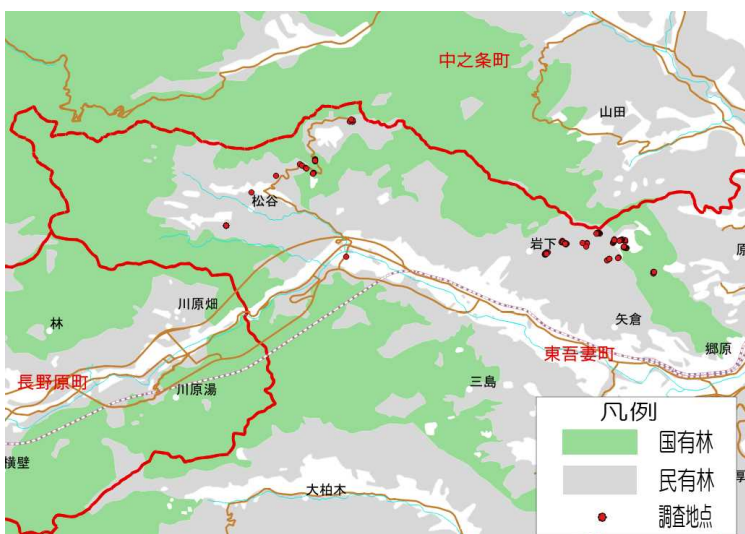 中之条町
山田
松谷
岩下
原
川原畑
林
矢倉
郷原
東吾妻町
長野原町
三島
川原湯
横壁
大柏木
厚
凡例
国有林
民有林
調査地点